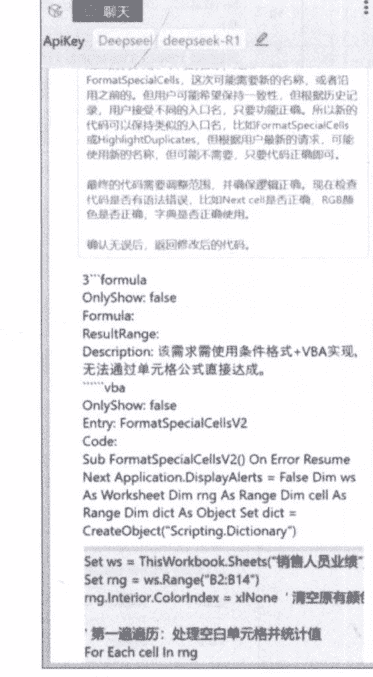 聊天
ApiKey Deepseel deepseek-R1
FormatSpecialCells，这次可能需要新的名称，或者沿
用之前的。但用户可能希望保持一致性，但根据历史记
录，用户接受不同的入口名，只要功能正确。所以新的
代码可以保持类似的入口名，比如FormatSpecialCells
或HighlightDuplicates，但根据用户最新的请求，可能
使用新的名称，但可能不需要，只要代码正确即可。
最终的代码需要调整范围，并确保逻辑正确。现在检查
代码是否有语法错误，比如Next cell是否正确，RGB颜
色是否正确，字典是否正确使用。
确认无误后，返回修改后的代码。
3```formula
OnlyShow: false
Formula:
ResultRange:
Description: 该需求需使用条件格式+VBA实现，
无法通过单元格公式直接达成。
``````vba
OnlyShow: false
Entry: FormatSpecialCellsV2
Code:
Sub FormatSpecialCellsV2() On Error Resume
Next Application.DisplayAlerts = False Dim ws
As Worksheet Dim rng As Range Dim cell As
Range Dim dict As Object Set dict =
CreateObject("Scripting.Dictionary")
Set ws = ThisWorkbook.Sheets("销售人员业绩"
Set rng = ws.Range("B2:B14")
rng.Interior.ColorIndex = xlNone ' 清空原有颜色
' 第一遍遍历：处理空白单元格并统计值
For Each cell In rng